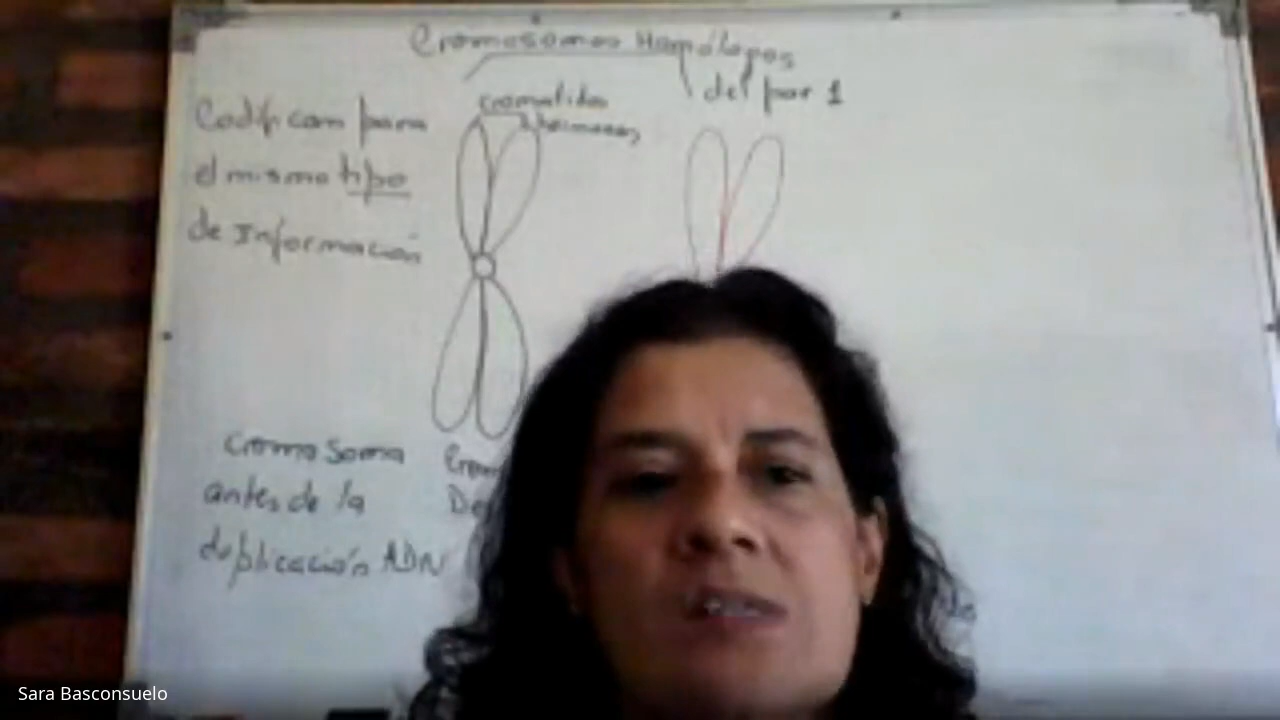 Cromosomas Homólogos
del par 1
cromatidas
hermanas
Codifican para
el mismo tipo
de Información
cromosoma
antes de la
duplicación ADN
Sara Basconsuelo